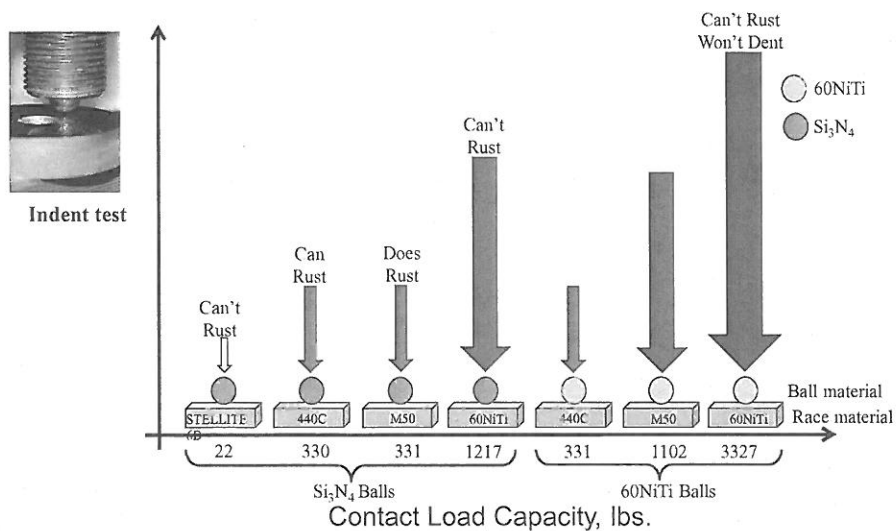 Can't Rust
Won't Dent
60NiTi
Si₃N₄
Can't
Rust
Indent test
Can
Rust
Does
Rust
Can't
Rust
Ball material
STELLITE 440C M50 60NiTi 440C M50 60NiTi Race material
6B
22 330 331 1217 331 1102 3327
Si₃N₄ Balls 60NiTi Balls
Contact Load Capacity, lbs.